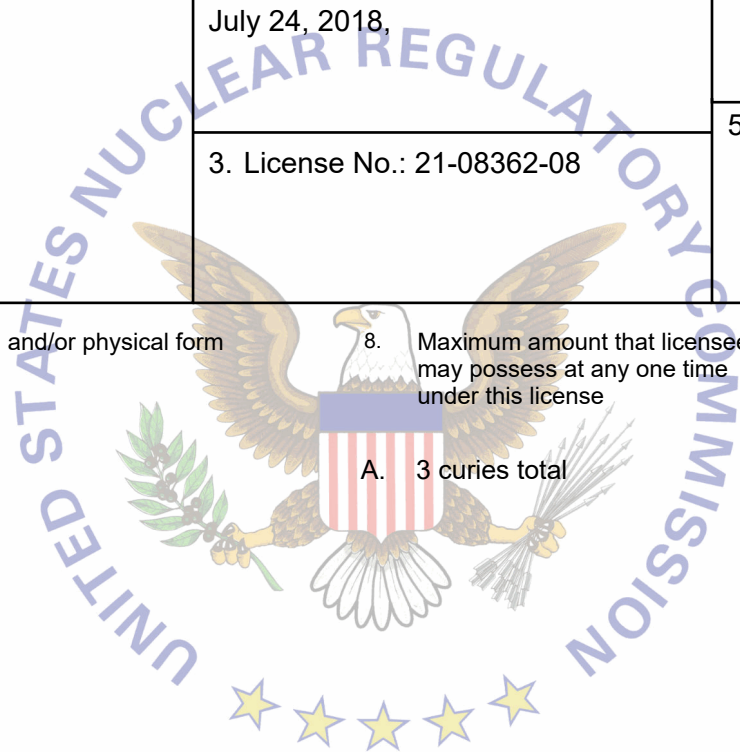 July 24, 2018,
5
3. License No.: 21-08362-08
and/or physical form
8. Maximum amount that licensee
may possess at any one time
under this license
A. 3 curies total
UNITED STATES NUCLEAR REGULATORY COMMISSION